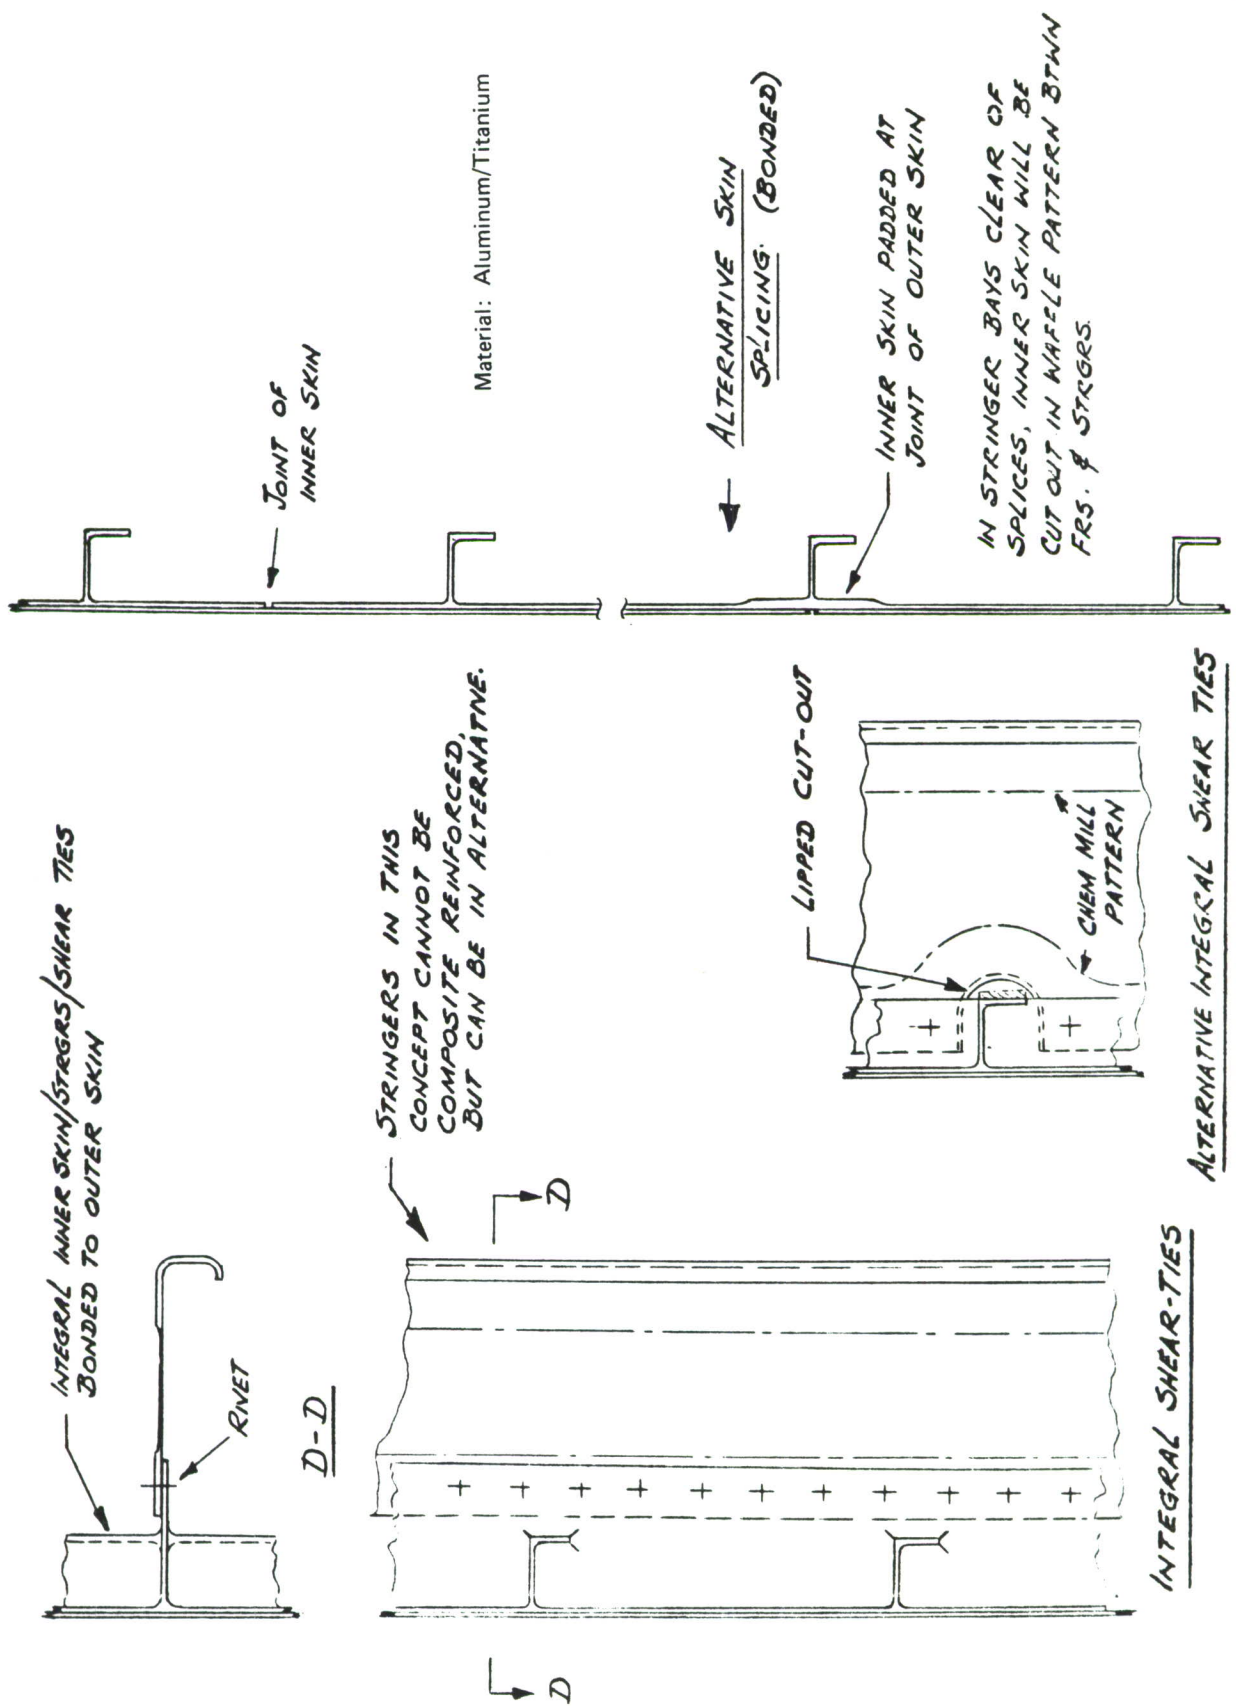 INTEGRAL INNER SKIN/STRGRS/SHEAR TIES
BONDED TO OUTER SKIN
RIVET
D-D
STRINGERS IN THIS
CONCEPT CANNOT BE
COMPOSITE REINFORCED,
BUT CAN BE IN ALTERNATIVE.
D
D
INTEGRAL SHEAR-TIES
LIPPED CUT-OUT
CHEM MILL
PATTERN
ALTERNATIVE INTEGRAL SHEAR TIES
JOINT OF
INNER SKIN
Material: Aluminum/Titanium
ALTERNATIVE SKIN
SPLICING. (BONDED)
INNER SKIN PADDED AT
JOINT OF OUTER SKIN
IN STRINGER BAYS CLEAR OF
SPLICES, INNER SKIN WILL BE
CUT OUT IN WAFFLE PATTERN BTWN
FRS. & STRGRS.